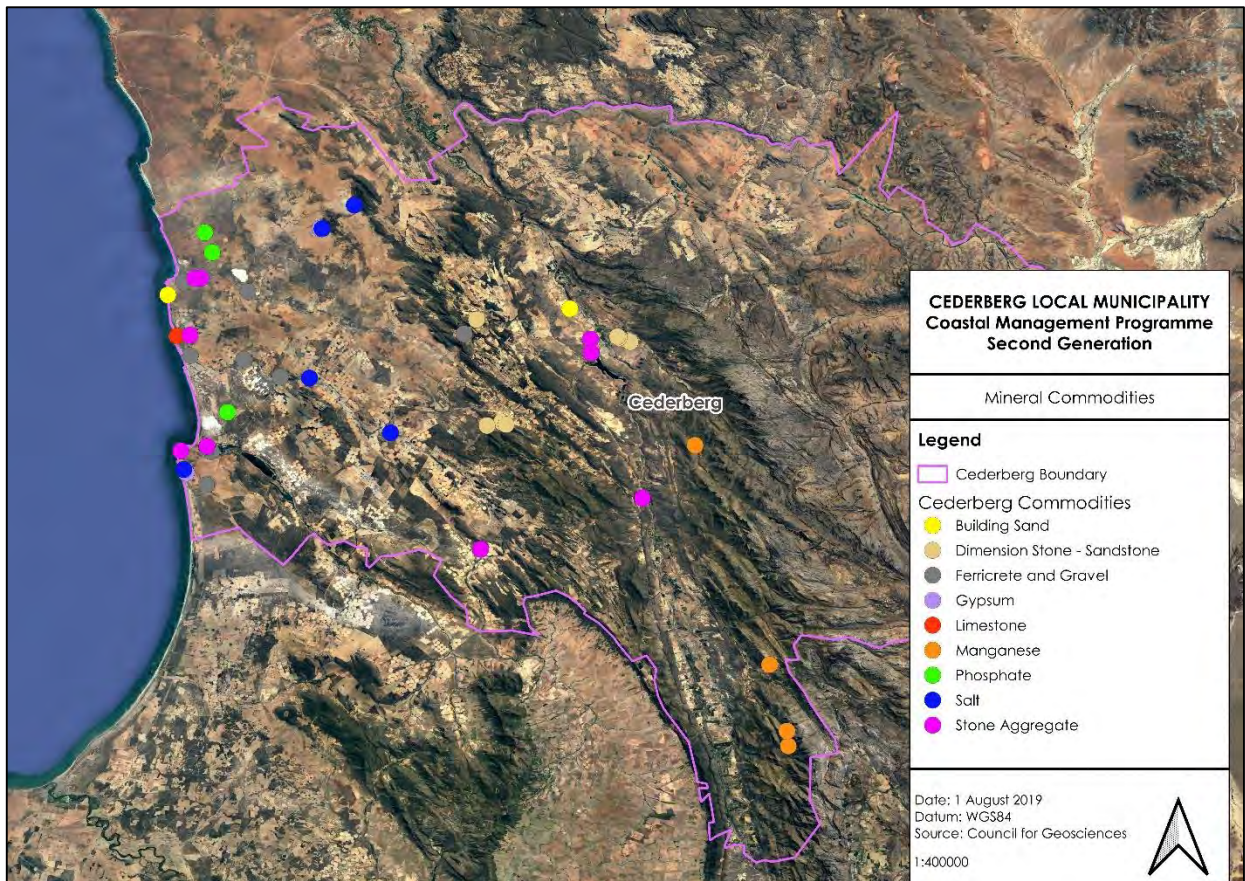 CEDERBERG LOCAL MUNICIPALITY
Coastal Management Programme
Second Generation
Mineral Commodities
Legend
Cederberg Boundary
Cederberg Commodities
Building Sand
Dimension Stone - Sandstone
Ferricrete and Gravel
Gypsum
Limestone
Manganese
Phosphate
Salt
Stone Aggregate
Date: 1 August 2019
Datum: WGS84
Source: Council for Geosciences
1:400000
Cederberg